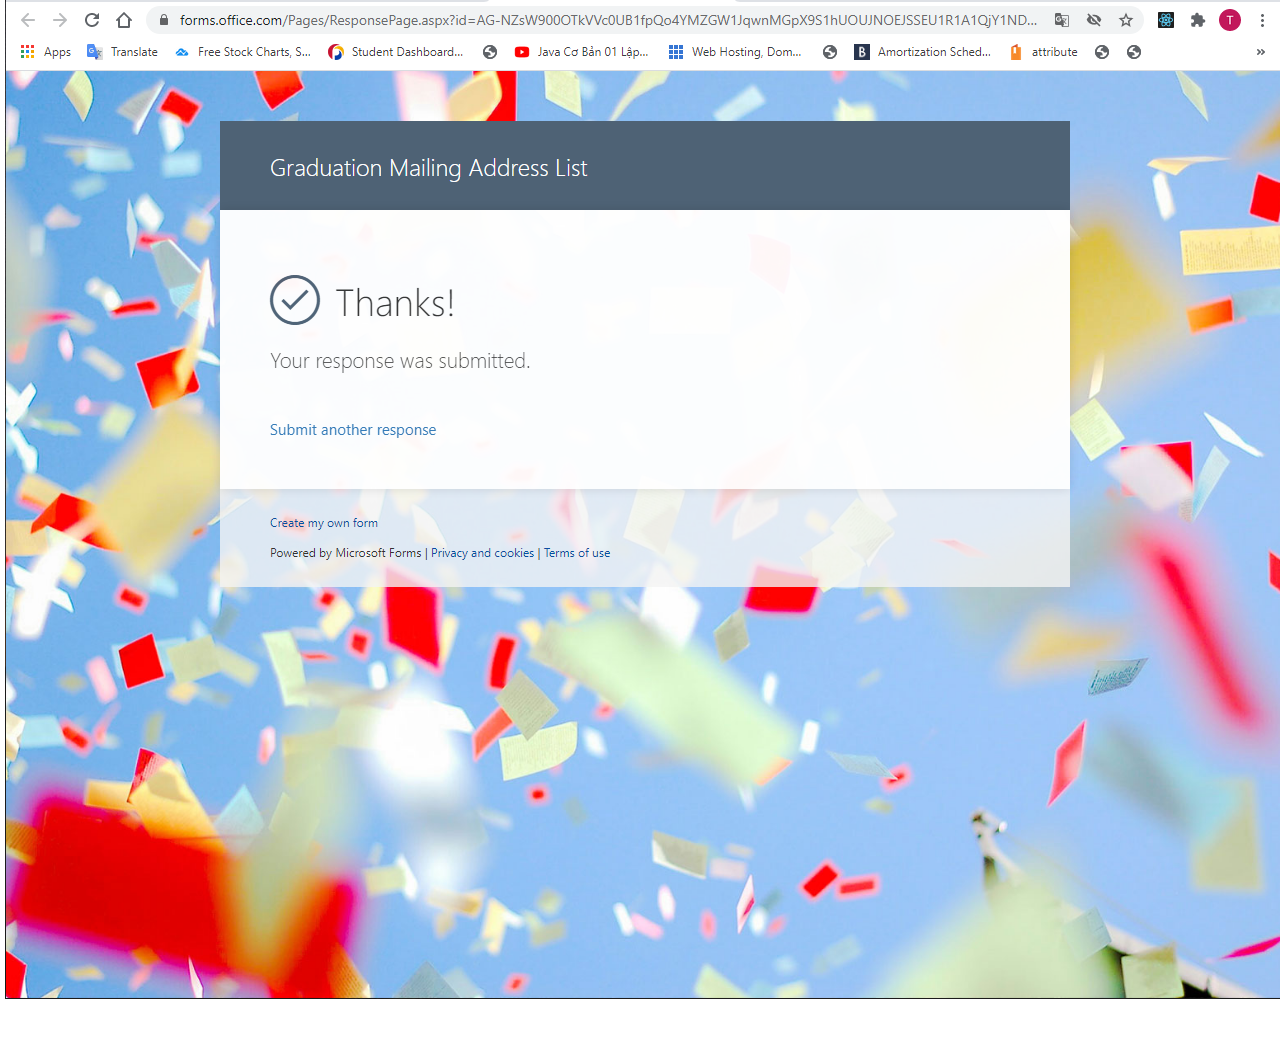 forms.office.com/Pages/ResponsePage.aspx?id=AG-NZsW900OTkVVc0UB1fpQo4YMZGW1JqwnMGpX9S1hUOUJNOEJSSEU1R1A1QjY1ND...
T
Apps Translate Free Stock Charts, S... Student Dashboard... Java Cơ Bản 01 Lập... Web Hosting, Dom... B Amortization Sched... attribute »
Graduation Mailing Address List
Thanks!
Your response was submitted.
Submit another response
Create my own form
Powered by Microsoft Forms | Privacy and cookies | Terms of use